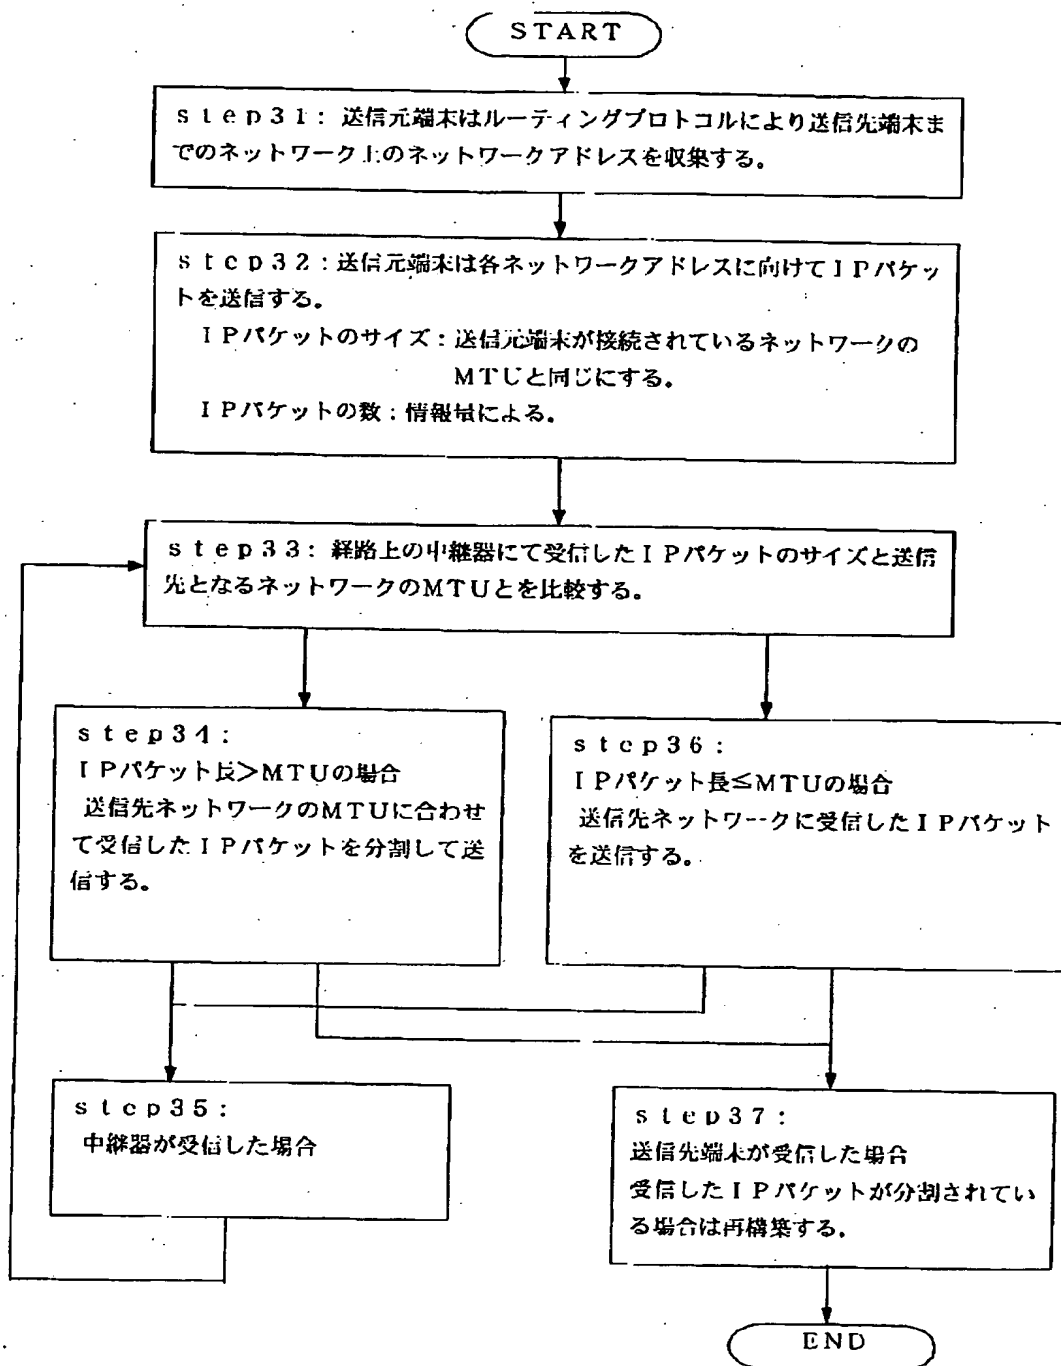 START
step31：送信元端末はルーティングプロトコルにより送信先端末ま
でのネットワーク上のネットワークアドレスを収集する。
step32：送信元端末は各ネットワークアドレスに向けてIPパケッ
トを送信する。
IPパケットのサイズ：送信元端末が接続されているネットワークの
MTUと同じにする。
IPパケットの数：情報量による。
step33：経路上の中継器にて受信したIPパケットのサイズと送信
先となるネットワークのMTUとを比較する。
step34：
IPパケット長＞MTUの場合
送信先ネットワークのMTUに合わせ
て受信したIPパケットを分割して送
信する。
step36：
IPパケット長≦MTUの場合
送信先ネットワークに受信したIPパケット
を送信する。
step35：
中継器が受信した場合
step37：
送信先端末が受信した場合
受信したIPパケットが分割されてい
る場合は再構築する。
END